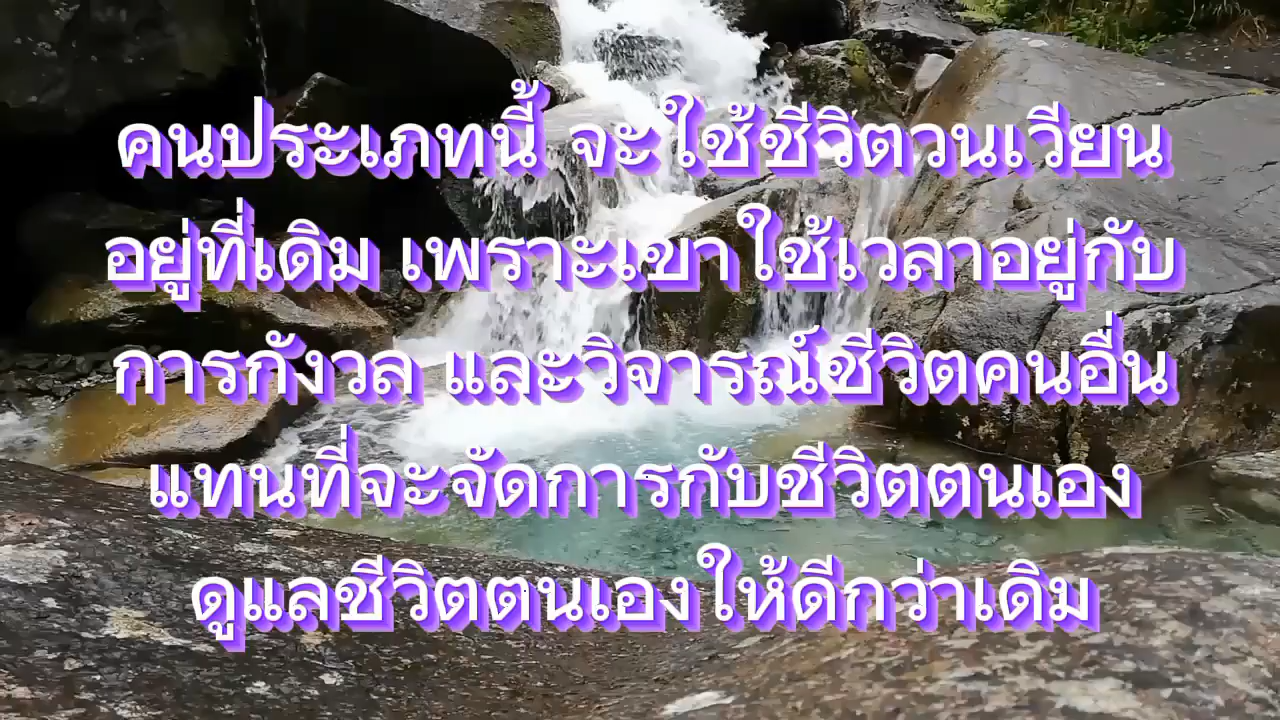 คนประเภทนี้ จะใช้ชีวิตวนเวียน
อยู่ที่เดิม เพราะเขาใช้เวลาอยู่กับ
การกังวล และวิจารณ์ชีวิตคนอื่น
แทนที่จะจัดการกับชีวิตตนเอง
ดูแลชีวิตตนเองให้ดีกว่าเดิม